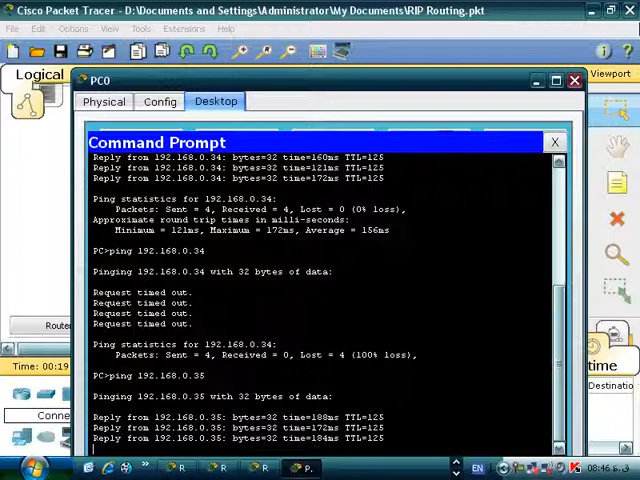 Cisco Packet Tracer - D:\Documents and Settings\Administrator\My Documents\RIP Routing.pkt
File Edit Options View Tools Extensions Help
Logical
Viewport
PC0
Physical Config Desktop
Command Prompt X
Reply from 192.168.0.34: bytes=32 time=160ms TTL=125
Reply from 192.168.0.34: bytes=32 time=121ms TTL=125
Reply from 192.168.0.34: bytes=32 time=172ms TTL=125
Ping statistics for 192.168.0.34:
Packets: Sent = 4, Received = 4, Lost = 0 (0% loss),
Approximate round trip times in milli-seconds:
Minimum = 121ms, Maximum = 172ms, Average = 156ms
PC>ping 192.168.0.34
Pinging 192.168.0.34 with 32 bytes of data:
Request timed out.
Request timed out.
Request timed out.
Request timed out.
Ping statistics for 192.168.0.34:
Packets: Sent = 4, Received = 0, Lost = 4 (100% loss),
PC>ping 192.168.0.35
Pinging 192.168.0.35 with 32 bytes of data:
Reply from 192.168.0.35: bytes=32 time=188ms TTL=125
Reply from 192.168.0.35: bytes=32 time=172ms TTL=125
Reply from 192.168.0.35: bytes=32 time=184ms TTL=125
Router
Time: 00:19
time
Destinatio
Conne
R
R
R
P.
EN
08:46